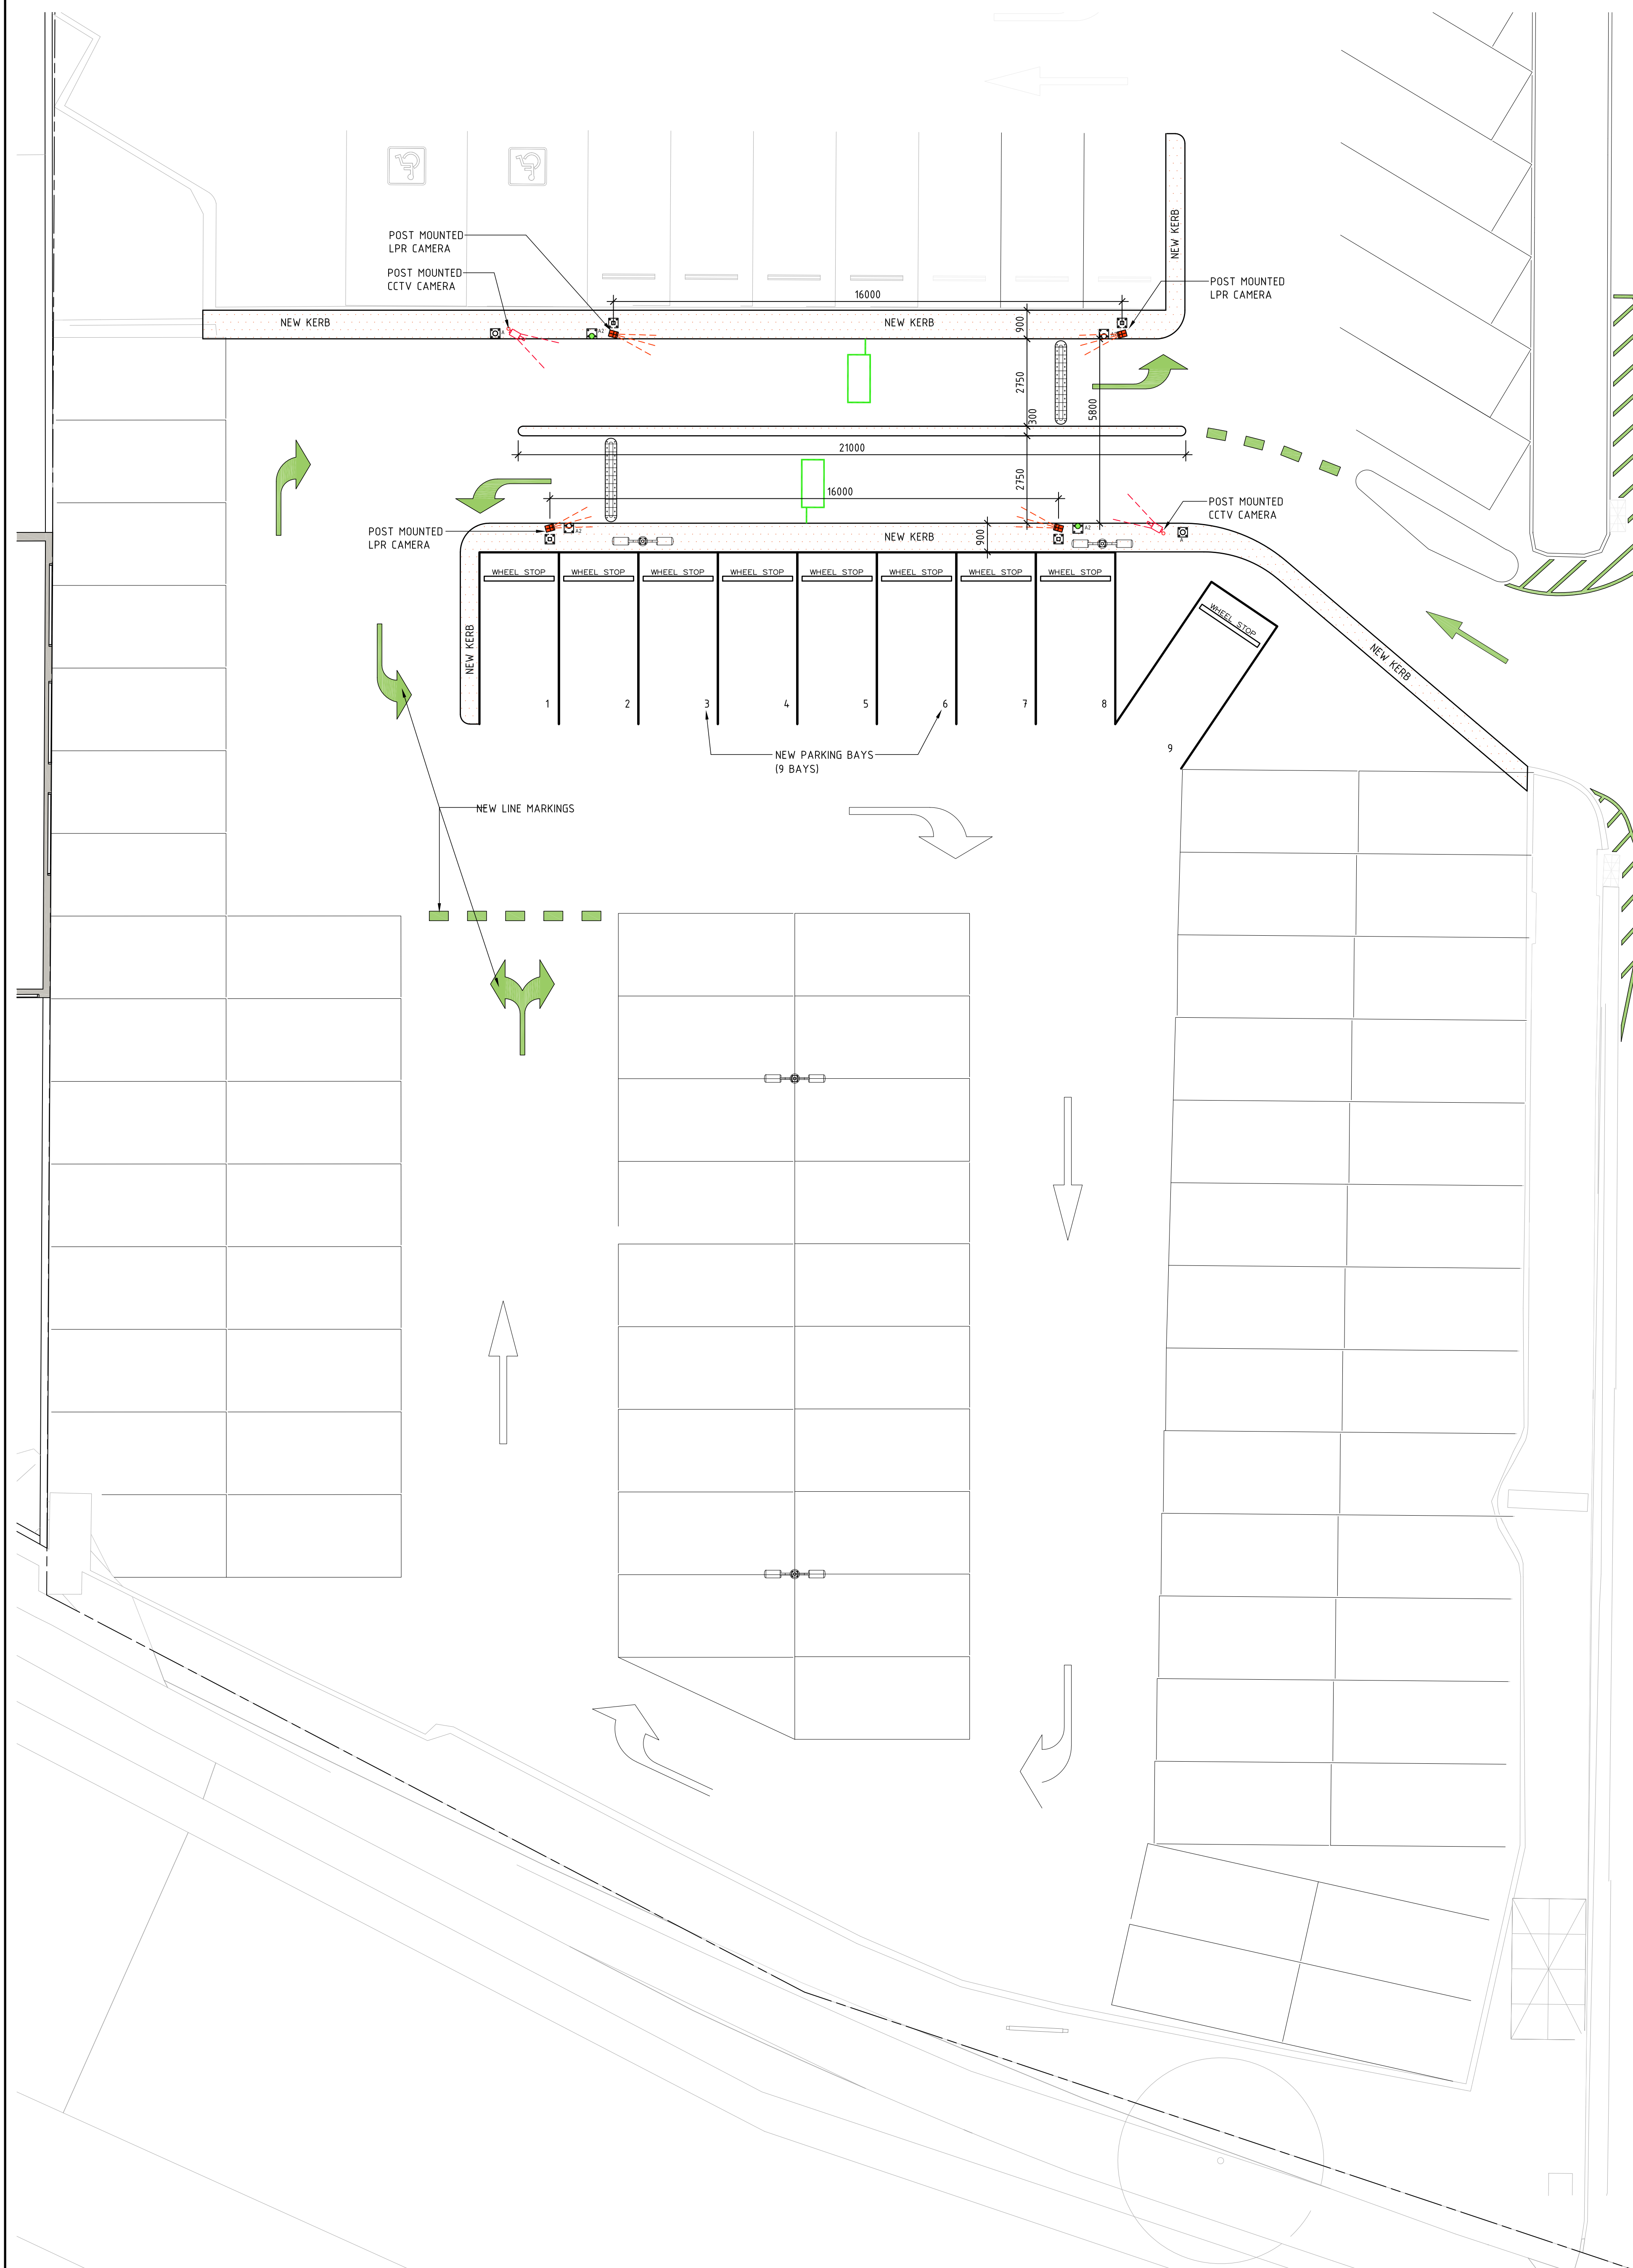 NEW KERB
POST MOUNTED
LPR CAMERA
POST MOUNTED
CCTV CAMERA
POST MOUNTED
LPR CAMERA
16000
NEW KERB
NEW KERB
900
A
A2
2750
300
5800
21000
2750
16000
POST MOUNTED
CCTV CAMERA
POST MOUNTED
LPR CAMERA
A2
NEW KERB
900
A2
A
WHEEL STOP
WHEEL STOP
WHEEL STOP
WHEEL STOP
WHEEL STOP
WHEEL STOP
WHEEL STOP
WHEEL STOP
WHEEL STOP
NEW KERB
NEW KERB
1
2
3
4
5
6
7
8
9
NEW PARKING BAYS
(9 BAYS)
NEW LINE MARKINGS